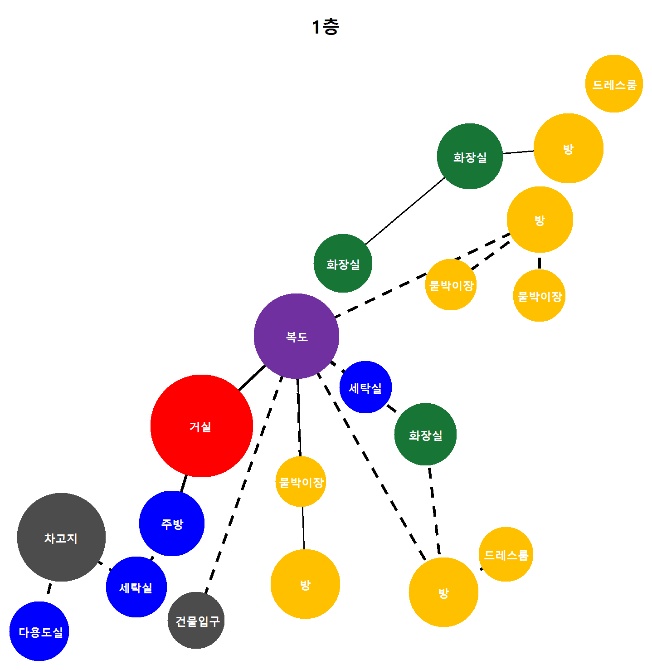 1층
드레스룸
방
화장실
방
화장실
붙박이장
붙박이장
복도
세탁실
거실
화장실
붙박이장
주방
차고지
드레스룸
세탁실
방
방
건물입구
다용도실